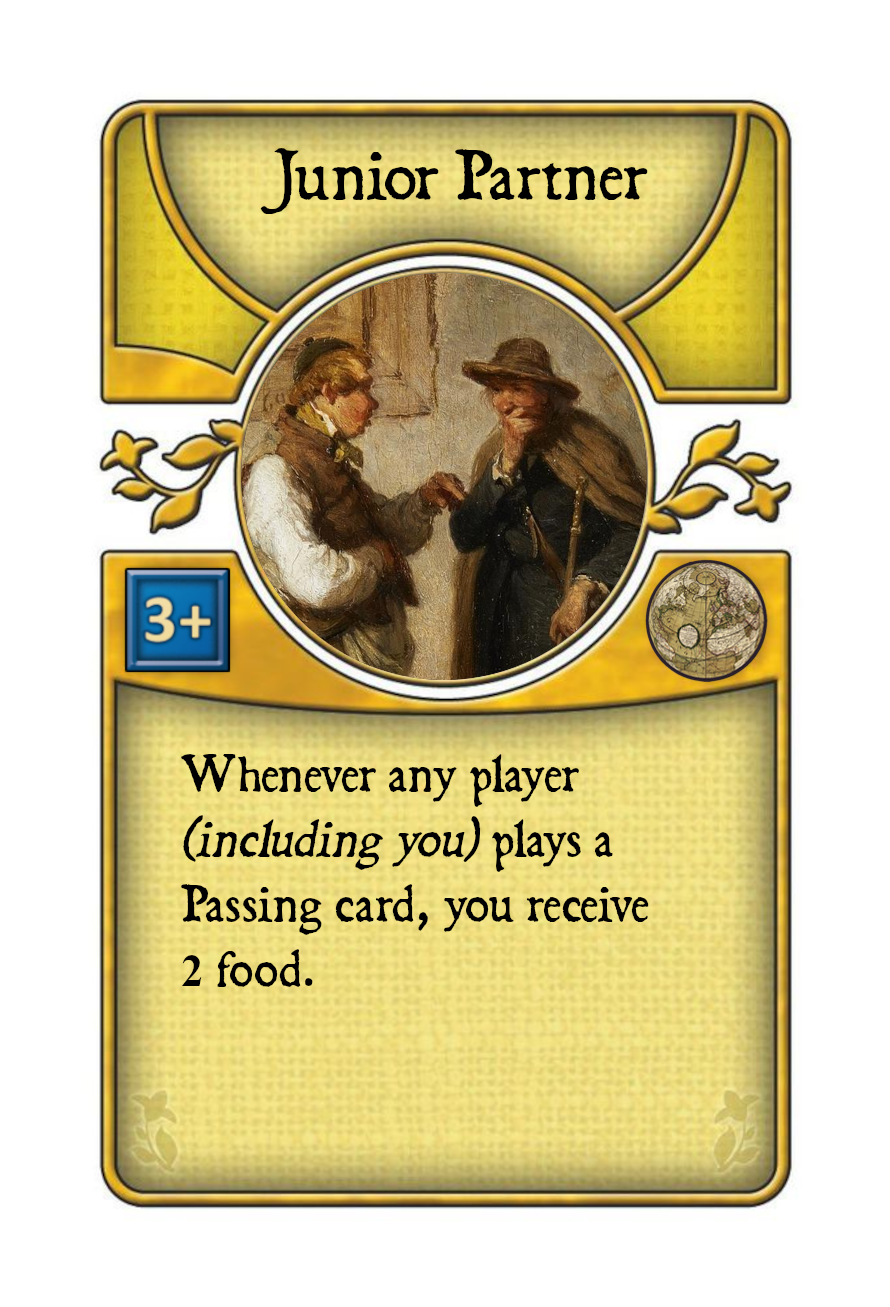 Junior Partner
3+
Whenever any player
(including you) plays a
Passing card, you receive
2 food.